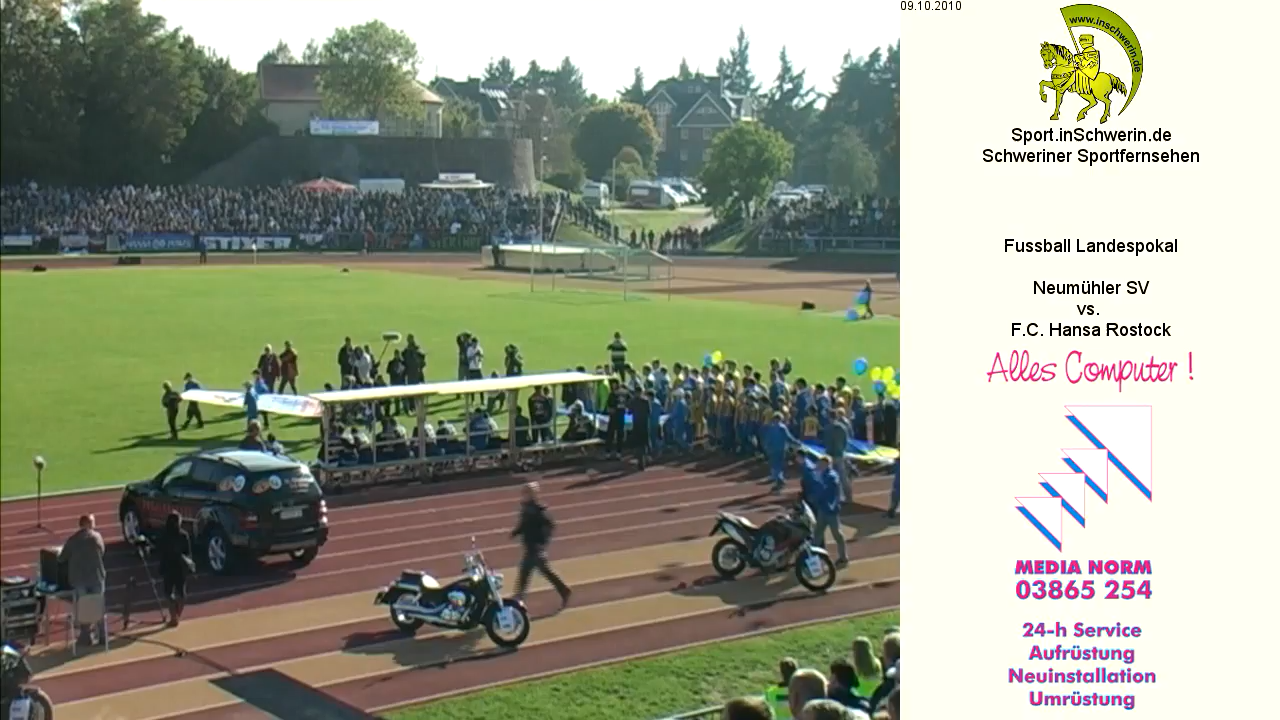 09.10.2010
www.inschwerin.de
Sport.inSchwerin.de
Schweriner Sportfernsehen
Fussball Landespokal
Neumühler SV
vs.
F.C. Hansa Rostock
Alles Computer !
MEDIA NORM
03865 254
24-h Service
Aufrüstung
Neuinstallation
Umrüstung